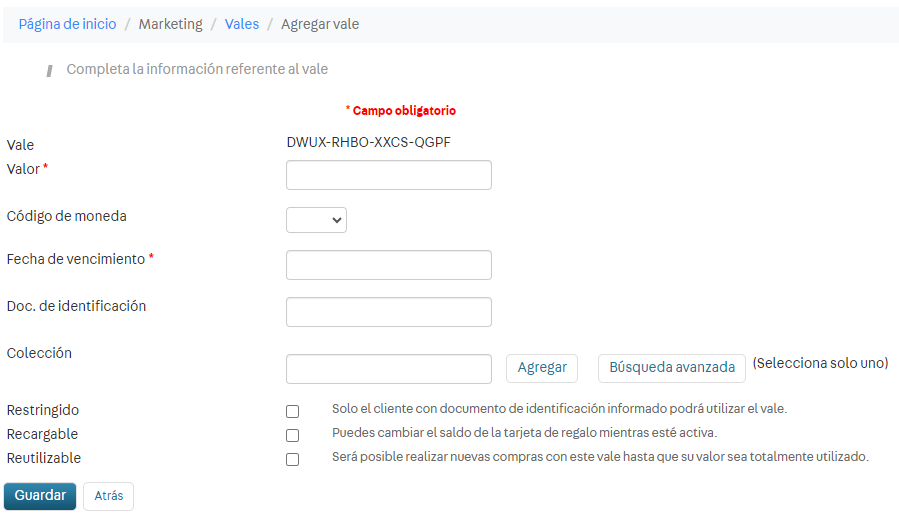 Página de inicio / Marketing / Vales / Agregar vale
Completa la información referente al vale
* Campo obligatorio
Vale DWUX-RHBO-XXCS-QGPF
Valor *
Código de moneda
Fecha de vencimiento *
Doc. de identificación
Colección Agregar Búsqueda avanzada (Selecciona solo uno)
Restringido Solo el cliente con documento de identificación informado podrá utilizar el vale.
Recargable Puedes cambiar el saldo de la tarjeta de regalo mientras esté activa.
Reutilizable Será posible realizar nuevas compras con este vale hasta que su valor sea totalmente utilizado.
Guardar Atrás